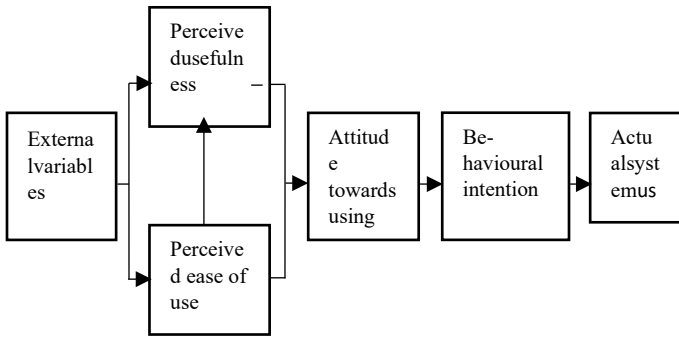 Perceive
dusefuln
ess
Externa
lvariabl
es
Perceive
d ease of
use
Attitud
e
towards
using
Be-
havioural
intention
Actu
alsyst
emus